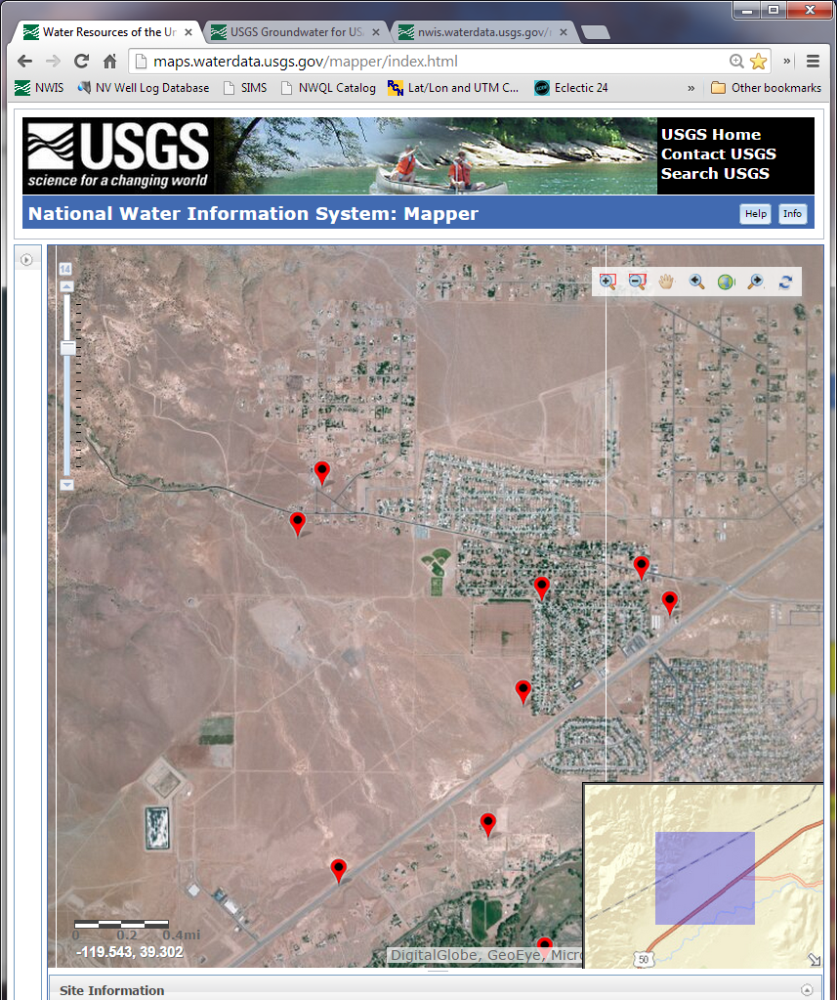 Water Resources of the Un
USGS Groundwater for USA
nwis.waterdata.usgs.gov/
maps.waterdata.usgs.gov/mapper/index.html
»
NWIS
NV Well Log Database
SIMS
NWQL Catalog
RCN
Lat/Lon and UTM C...
Eclectic 24
»
Other bookmarks
USGS
science for a changing world
USGS Home
Contact USGS
Search USGS
National Water Information System: Mapper
Help
Info
14
0 0.2 0.4mi
-119.543, 39.302
DigitalGlobe, GeoEye, Micro
50
Site Information